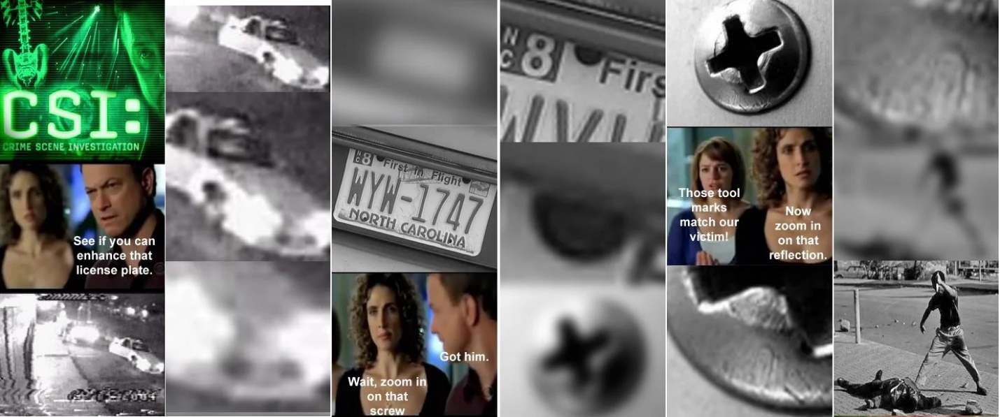 CSI:
CRIME SCENE INVESTIGATION
See if you can
enhance that
license plate.
NC 8 First in Flight
WYW-1747
NORTH CAROLINA
Got him.
Wait, zoom in
on that
screw
NC
8 Firs
WYW
Those tool
marks
match our
victim!
Now
zoom in
on that
reflection.